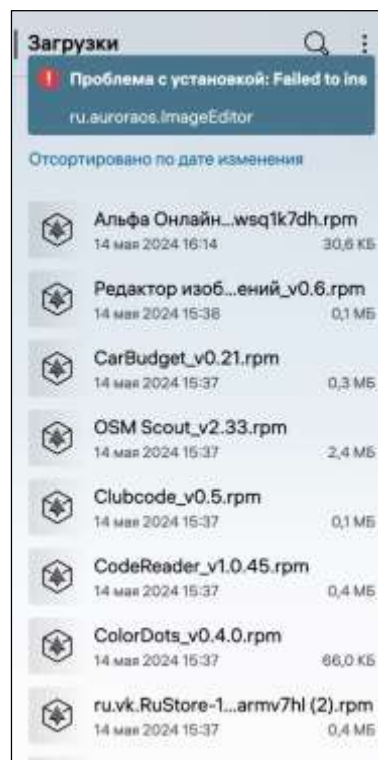 Загрузки
Проблема с установкой: Failed to ins
ru.auroraos.ImageEditor
Отсортировано по дате изменения
Альфа Онлайн...wsq1k7dh.rpm
14 мая 2024 16:14 30,6 КБ
Редактор изоб...ений_v0.6.rpm
14 мая 2024 15:38 0,1 МБ
CarBudget_v0.21.rpm
14 мая 2024 15:37 0,3 МБ
OSM Scout_v2.33.rpm
14 мая 2024 15:37 2,4 МБ
Clubcode_v0.5.rpm
14 мая 2024 15:37 0,1 МБ
CodeReader_v1.0.45.rpm
14 мая 2024 15:37 0,4 МБ
ColorDots_v0.4.0.rpm
14 мая 2024 15:37 66,0 КБ
ru.vk.RuStore-1...armv7hl (2).rpm
14 мая 2024 15:37 0,4 МБ